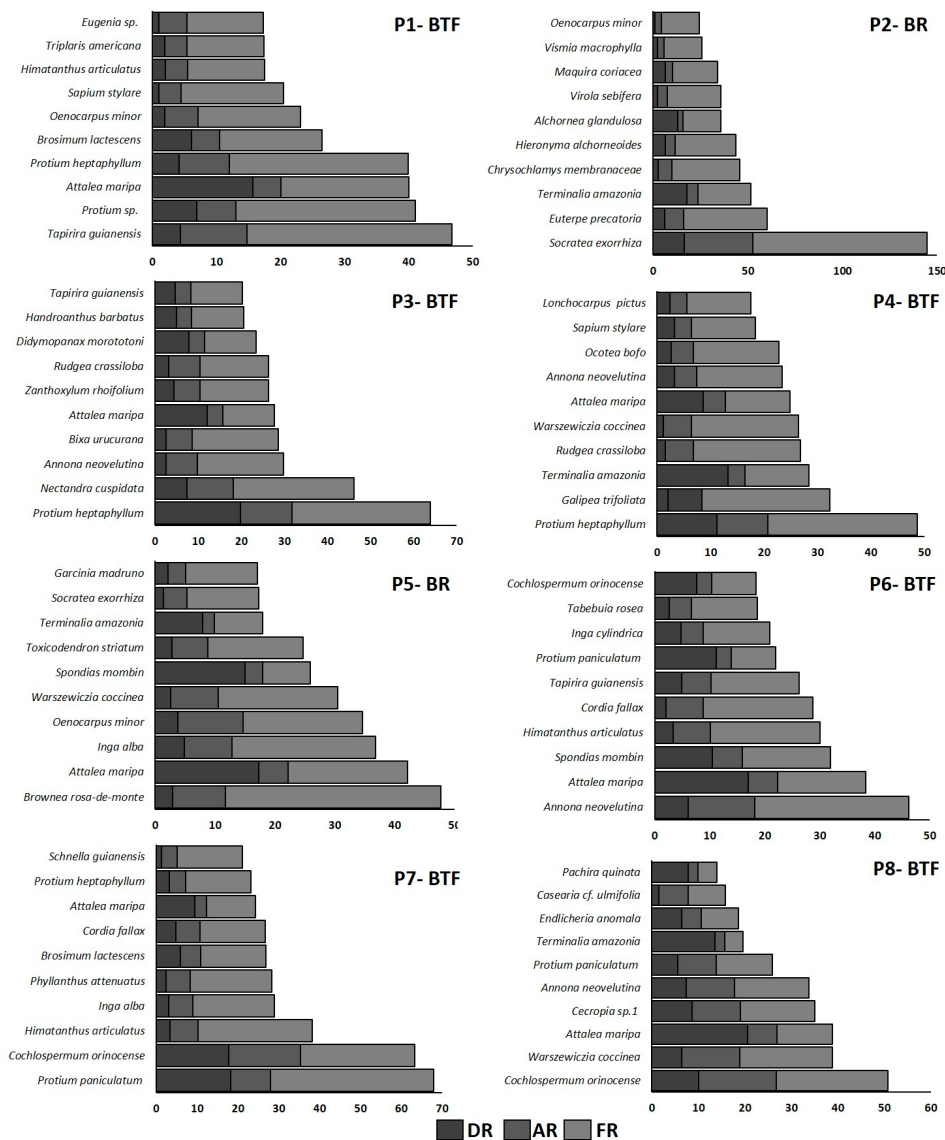 P1- BTF
Eugenia sp.
Triplaris americana
Himatanthus articulatus
Sapium stylare
Oenocarpus minor
Brosimum lactescens
Protium heptaphyllum
Attalea maripa
Protium sp.
Tapirira guianensis
0 10 20 30 40 50
P2- BR
Oenocarpus minor
Vismia macrophylla
Maquira coriacea
Virola sebifera
Alchornea glandulosa
Hieronyma alchorneoides
Chrysochlamys membranaceae
Terminalia amazonia
Euterpe precatoria
Socratea exorrhiza
0 50 100 150
P3- BTF
Tapirira guianensis
Handroanthus barbatus
Didymopanax morototoni
Rudgea crassiloba
Zanthoxylum rhoifolium
Attalea maripa
Bixa urucurana
Annona neovelutina
Nectandra cuspidata
Protium heptaphyllum
0 10 20 30 40 50 60 70
P4- BTF
Lonchocarpus pictus
Sapium stylare
Ocotea bofo
Annona neovelutina
Attalea maripa
Warszewiczia coccinea
Rudgea crassiloba
Terminalia amazonia
Galipea trifoliata
Protium heptaphyllum
0 10 20 30 40 50
P5- BR
Garcinia madruno
Socratea exorrhiza
Terminalia amazonia
Toxicodendron striatum
Spondias mombin
Warszewiczia coccinea
Oenocarpus minor
Inga alba
Attalea maripa
Brownea rosa-de-monte
0 10 20 30 40 50
P6- BTF
Cochlospermum orinocense
Tabebuia rosea
Inga cylindrica
Protium paniculatum
Tapirira guianensis
Cordia fallax
Himatanthus articulatus
Spondias mombin
Attalea maripa
Annona neovelutina
0 10 20 30 40 50
P7- BTF
Schnella guianensis
Protium heptaphyllum
Attalea maripa
Cordia fallax
Brosimum lactescens
Phyllanthus attenuatus
Inga alba
Himatanthus articulatus
Cochlospermum orinocense
Protium paniculatum
0 10 20 30 40 50 60 70
P8- BTF
Pachira quinata
Casearia cf. ulmifolia
Endlicheria anomala
Terminalia amazonia
Protium paniculatum
Annona neovelutina
Cecropia sp.1
Attalea maripa
Warszewiczia coccinea
Cochlospermum orinocense
0 10 20 30 40 50 60
DR AR FR